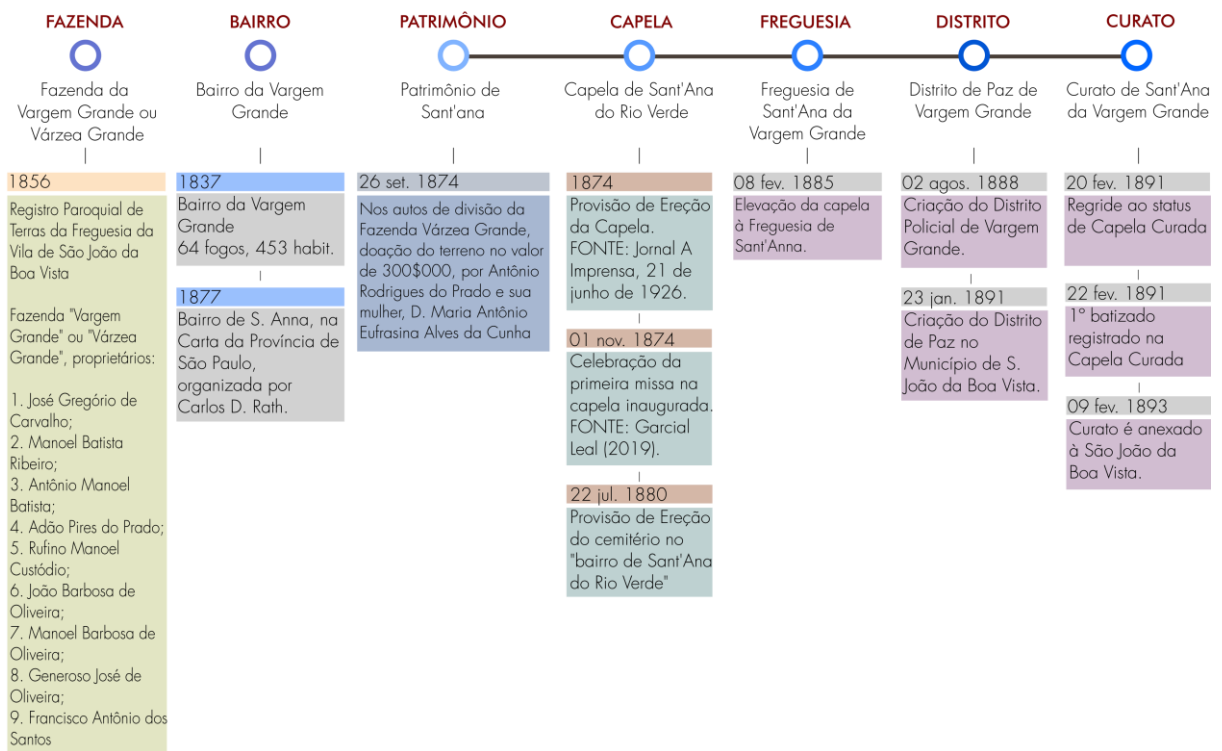 FAZENDA
Fazenda da
Vargem Grande ou
Várzea Grande
1856
Registro Paroquial de
Terras da Freguesia da
Vila de São João da
Boa Vista
Fazenda "Vargem
Grande" ou "Várzea
Grande", proprietários:
1. José Gregório de
Carvalho;
2. Manoel Batista
Ribeiro;
3. Antônio Manoel
Batista;
4. Adão Pires do Prado;
5. Rufino Manoel
Custódio;
6. João Barbosa de
Oliveira;
7. Manoel Barbosa de
Oliveira;
8. Generoso José de
Oliveira;
9. Francisco Antônio dos
Santos
BAIRRO
Bairro da Vargem
Grande
1837
Bairro da Vargem
Grande
64 fogos, 453 habit.
1877
Bairro de S. Anna, na
Carta da Província de
São Paulo,
organizada por
Carlos D. Rath.
PATRIMÔNIO
Patrimônio de
Sant'ana
26 set. 1874
Nos autos de divisão da
Fazenda Várzea Grande,
doação do terreno no valor
de 300$000, por Antônio
Rodrigues do Prado e sua
mulher, D. Maria Antônio
Eufrasina Alves da Cunha
CAPELA
Capela de Sant'Ana
do Rio Verde
1874
Provisão de Ereção
da Capela.
FONTE: Jornal A
Imprensa, 21 de
junho de 1926.
01 nov. 1874
Celebração da
primeira missa na
capela inaugurada.
FONTE: Garcial
Leal (2019).
22 jul. 1880
Provisão de Ereção
do cemitério no
"bairro de Sant'Ana
do Rio Verde"
FREGUESIA
Freguesia de
Sant'Ana da
Vargem Grande
08 fev. 1885
Elevação da capela
à Freguesia de
Sant'Anna.
DISTRITO
Distrito de Paz de
Vargem Grande
02 agos. 1888
Criação do Distrito
Policial de Vargem
Grande.
23 jan. 1891
Criação do Distrito
de Paz no
Município de S.
João da Boa Vista.
CURATO
Curato de Sant'Ana
da Vargem Grande
20 fev. 1891
Regride ao status
de Capela Curada
22 fev. 1891
1º batizado
registrado na
Capela Curada
09 fev. 1893
Curato é anexado
à São João da
Boa Vista.